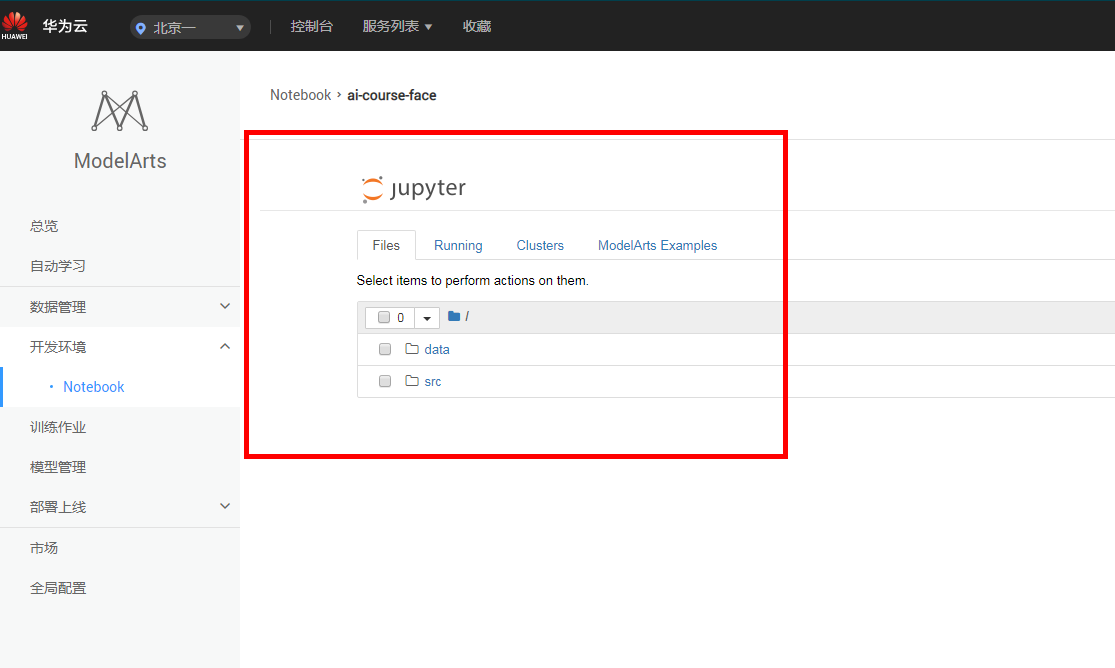 HUAWEI
华为云
北京一
控制台
服务列表
收藏
ModelArts
总览
自动学习
数据管理
开发环境
Notebook
训练作业
模型管理
部署上线
市场
全局配置
Notebook › ai-course-face
jupyter
Files Running Clusters ModelArts Examples
Select items to perform actions on them.
0 /
data
src